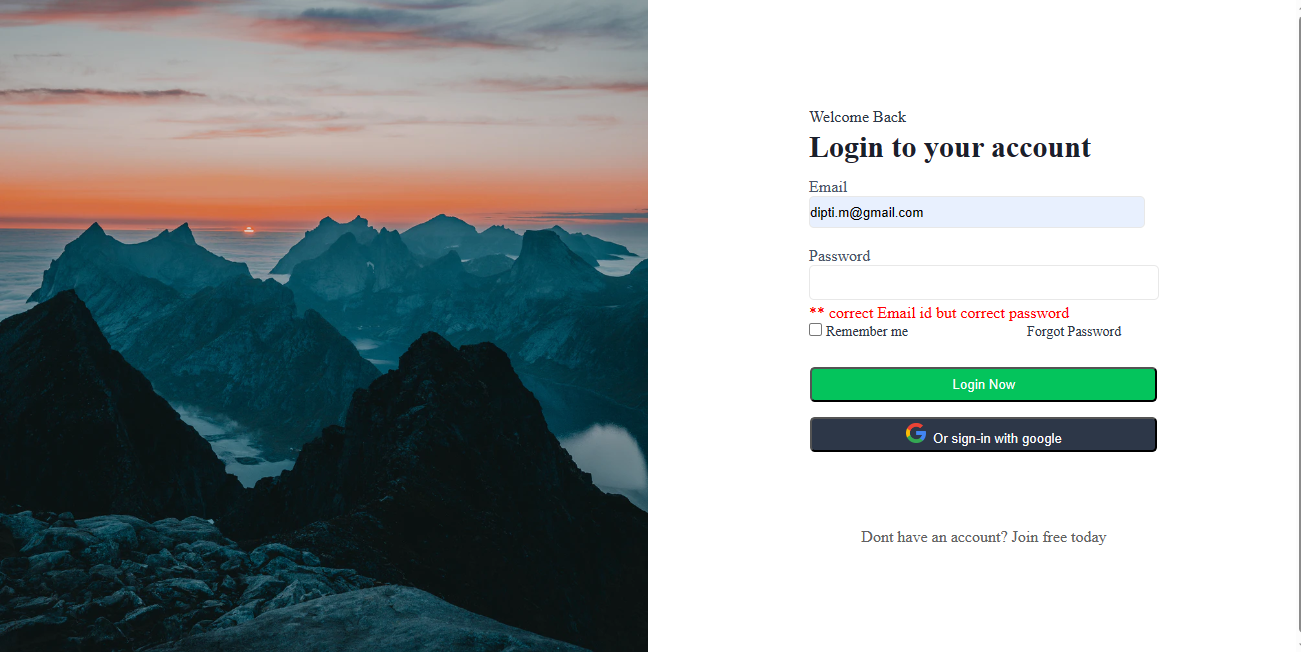 Welcome Back
Login to your account
Email
dipti.m@gmail.com
Password
** correct Email id but correct password
Remember me Forgot Password
Login Now
Or sign-in with google
Dont have an account? Join free today